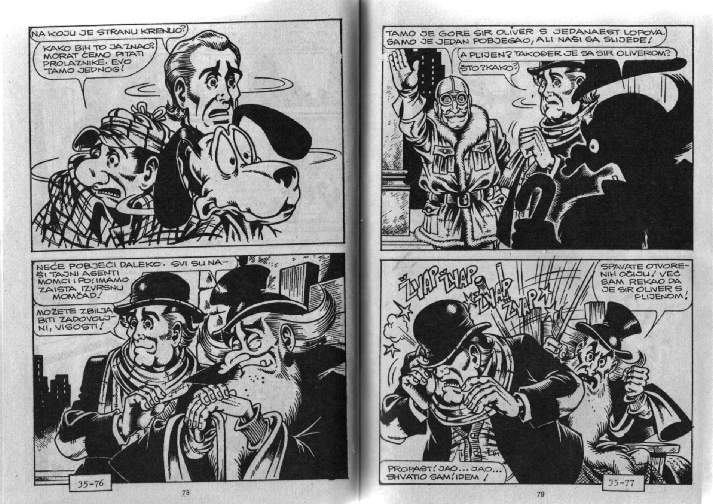 NA KOJU JE STRANU KRENUO?
KAKO BIH TO JA ZNAO?
MORAT ĆEMO PITATI
PROLAZNIKE. EVO
TAMO JEDNOG!
NEĆE POBJEĆI DALEKO. SVI SU NA-
ŠI TAJNI AGENTI
MOMCI I POTIMAMO
ZAISTA IZVRSNU
MOMČAD!
MOŽETE ZBILJA
BITI ZADOVOLJ-
NI, VISOSTI!
35-76
78
TAMO JE GORE SIR OLIVER S JEDANAEST LOPOVA.
SAMO JE JEDAN POBJEGAO, ALI NAŠI GA SLIJEDE!
A PLIJEN? TAKOĐER JE SA SIR OLIVEROM?
ŠTO? KAKO?
ŽVAP ŽVAP
ŽVAP
ŽVAP
SPAVATE OTVORE-
NIH OČIJU! VEĆ
SAM REKAO DA
JE SIR OLIVER S
PLIJENOM!
PROPAST! JAO... JAO...
SHVATIO SAM! IDEM!
35-77
79